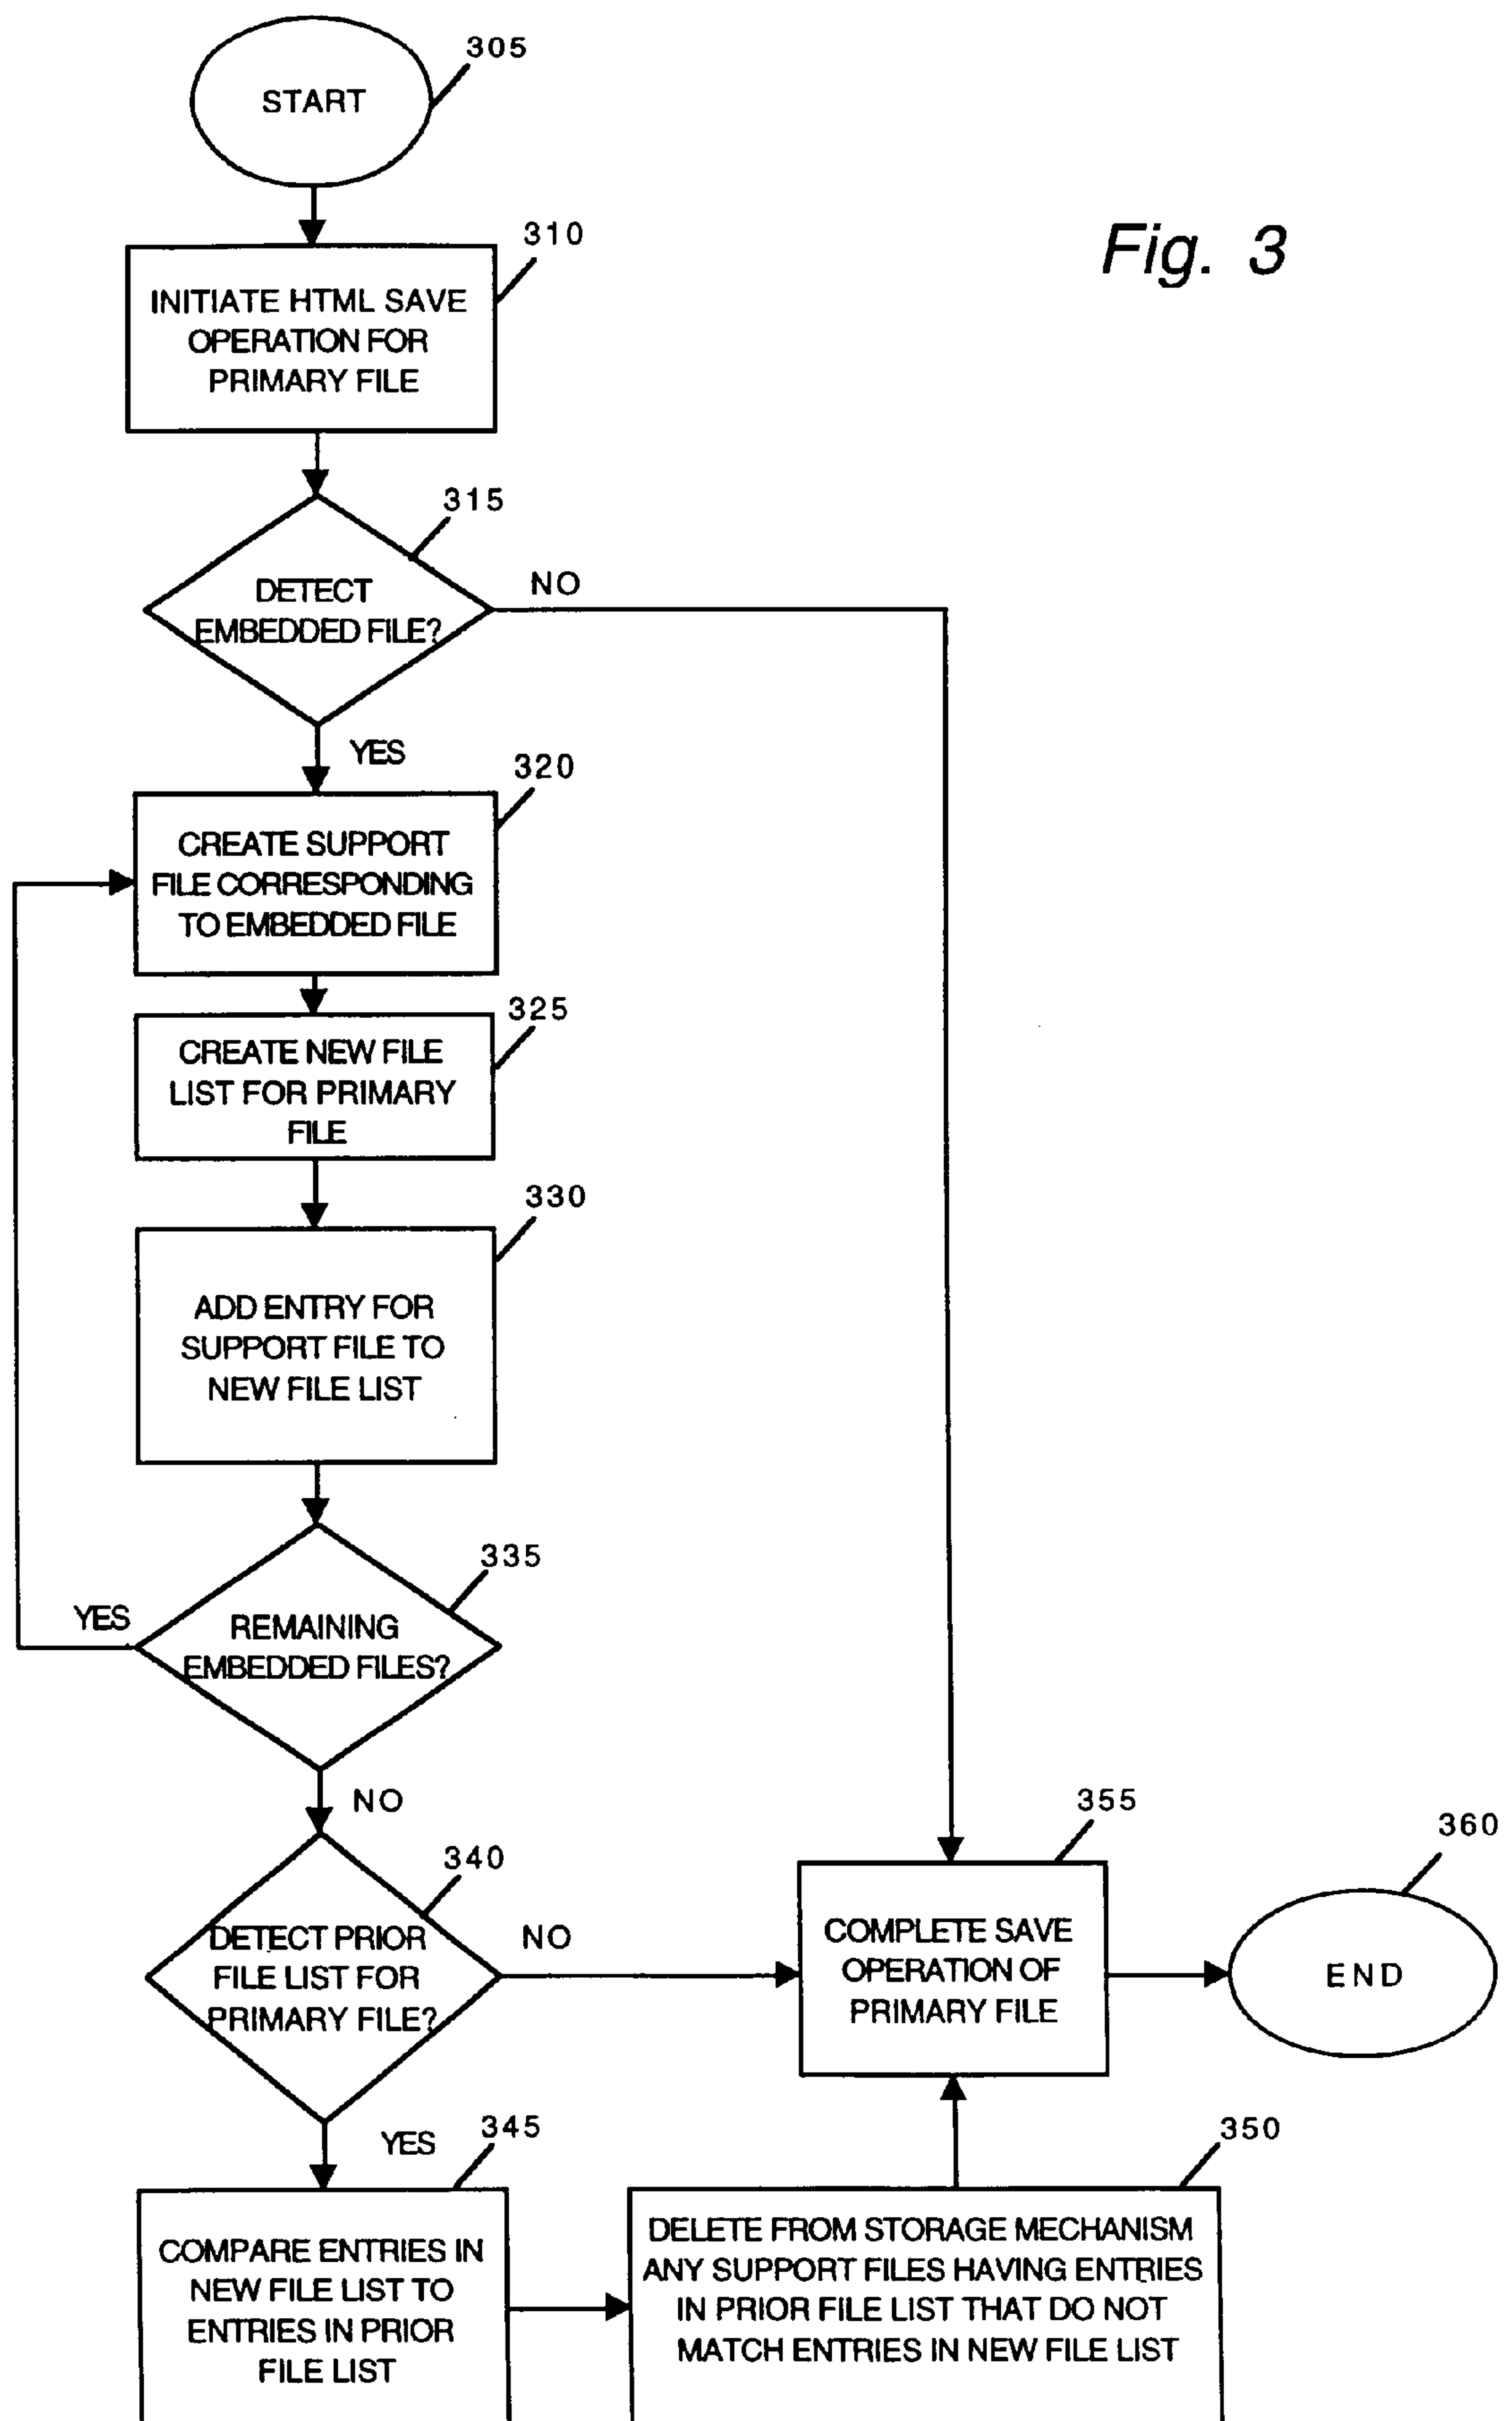 305
START
310
Fig. 3
INITIATE HTML SAVE
OPERATION FOR
PRIMARY FILE
315
DETECT
EMBEDDED FILE?
NO
YES
320
CREATE SUPPORT
FILE CORRESPONDING
TO EMBEDDED FILE
325
CREATE NEW FILE
LIST FOR PRIMARY
FILE
330
ADD ENTRY FOR
SUPPORT FILE TO
NEW FILE LIST
335
YES
REMAINING
EMBEDDED FILES?
NO
340
DETECT PRIOR
FILE LIST FOR
PRIMARY FILE?
NO
355
COMPLETE SAVE
OPERATION OF
PRIMARY FILE
360
END
YES
345
COMPARE ENTRIES IN
NEW FILE LIST TO
ENTRIES IN PRIOR
FILE LIST
350
DELETE FROM STORAGE MECHANISM
ANY SUPPORT FILES HAVING ENTRIES
IN PRIOR FILE LIST THAT DO NOT
MATCH ENTRIES IN NEW FILE LIST